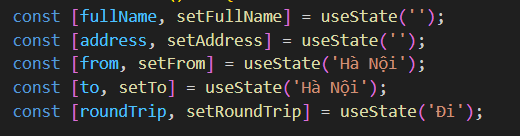 const [fullName, setFullName] = useState('');
const [address, setAddress] = useState('');
const [from, setFrom] = useState('Hà Nội');
const [to, setTo] = useState('Hà Nội');
const [roundTrip, setRoundTrip] = useState('Đi');